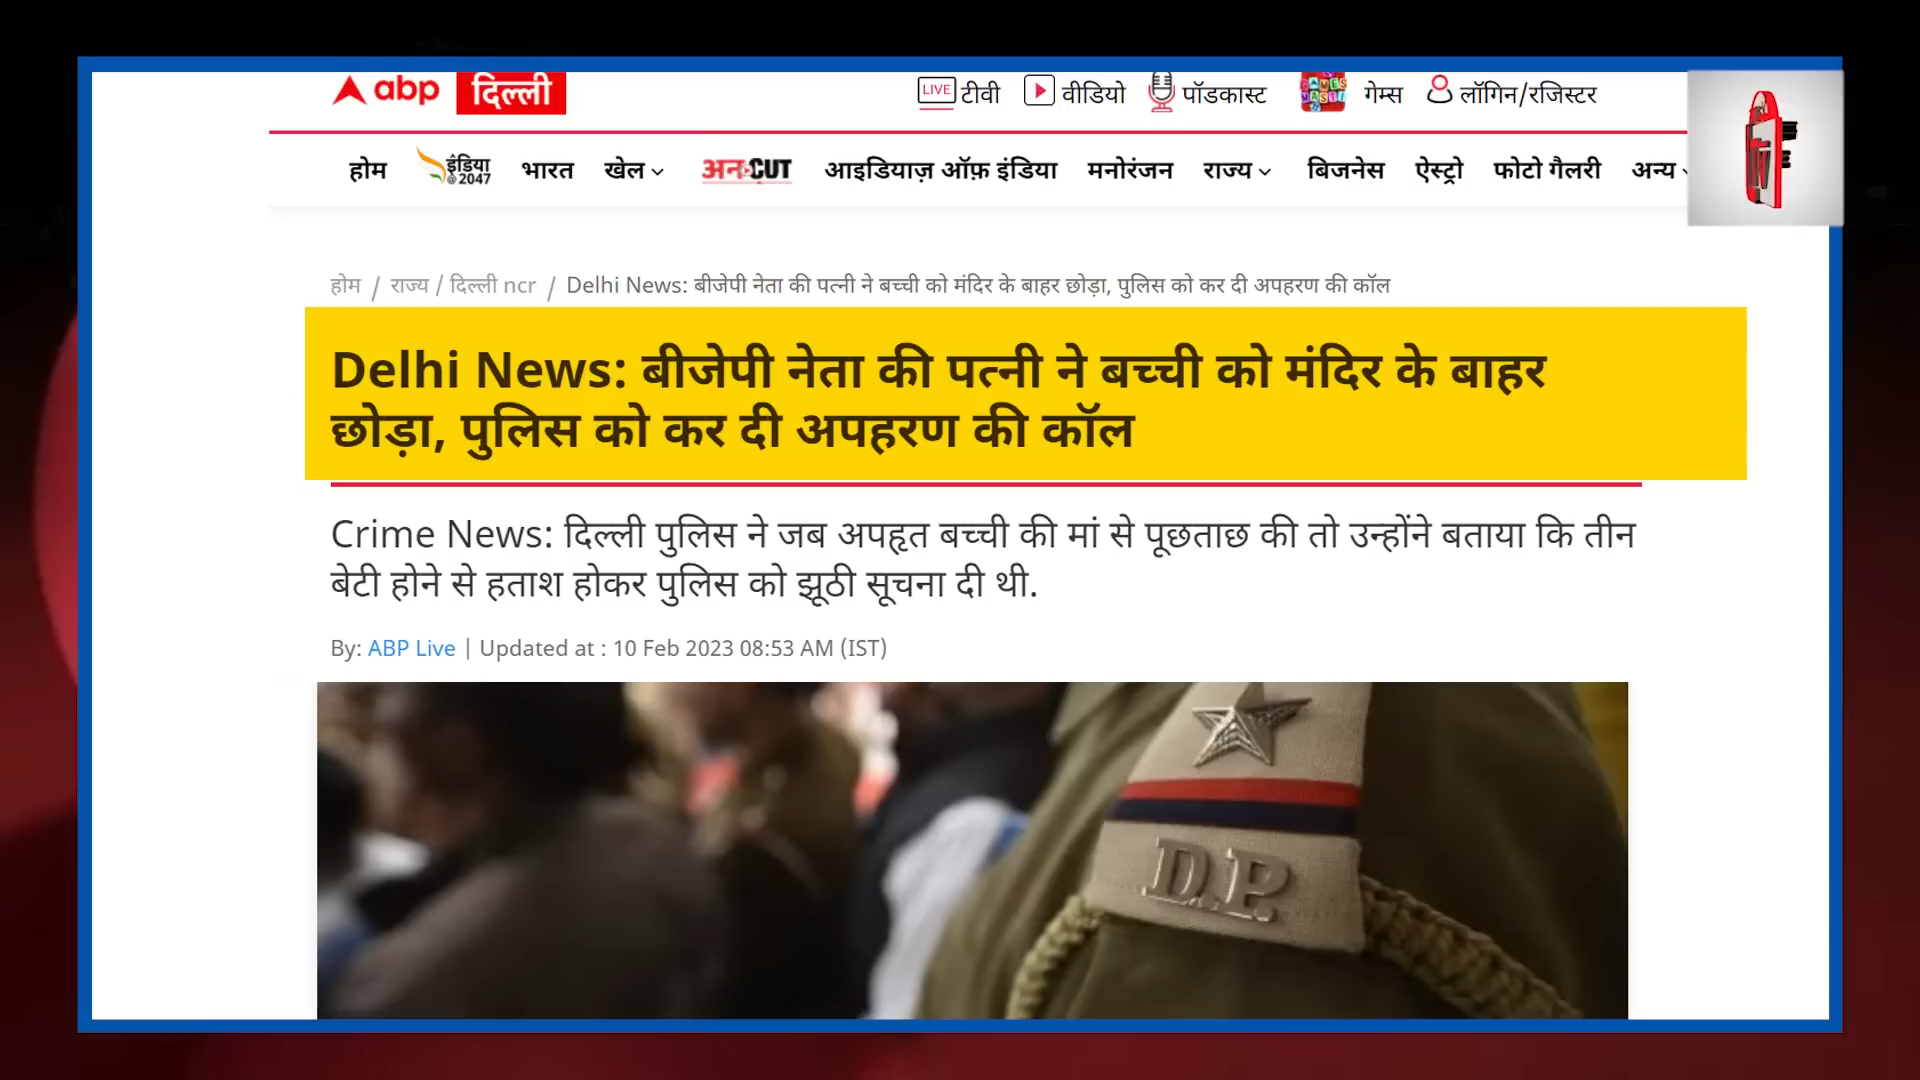 abp दिल्ली LIVE टीवी वीडियो पॉडकास्ट GAMES MASTI गेम्स लॉगिन/रजिस्टर
होम इंडिया @2047 भारत खेल अनCUT आइडियाज़ ऑफ़ इंडिया मनोरंजन राज्य बिजनेस ऐस्ट्रो फोटो गैलरी अन्य
होम / राज्य / दिल्ली ncr / Delhi News: बीजेपी नेता की पत्नी ने बच्ची को मंदिर के बाहर छोड़ा, पुलिस को कर दी अपहरण की कॉल
Delhi News: बीजेपी नेता की पत्नी ने बच्ची को मंदिर के बाहर
छोड़ा, पुलिस को कर दी अपहरण की कॉल
Crime News: दिल्ली पुलिस ने जब अपहृत बच्ची की मां से पूछताछ की तो उन्होंने बताया कि तीन
बेटी होने से हताश होकर पुलिस को झूठी सूचना दी थी.
By: ABP Live | Updated at : 10 Feb 2023 08:53 AM (IST)
D.P.